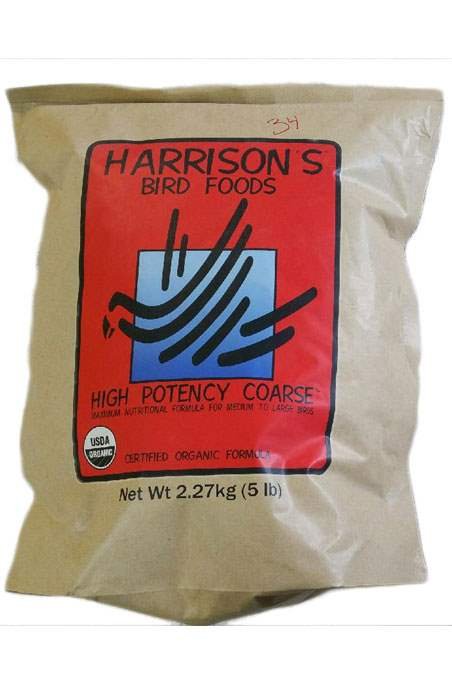 34
HARRISON'S
BIRD FOODS
HIGH POTENCY COARSE™
MAXIMUM NUTRITIONAL FORMULA FOR MEDIUM TO LARGE BIRDS
USDA
ORGANIC
CERTIFIED ORGANIC FORMULA
Net Wt 2.27kg (5 lb)